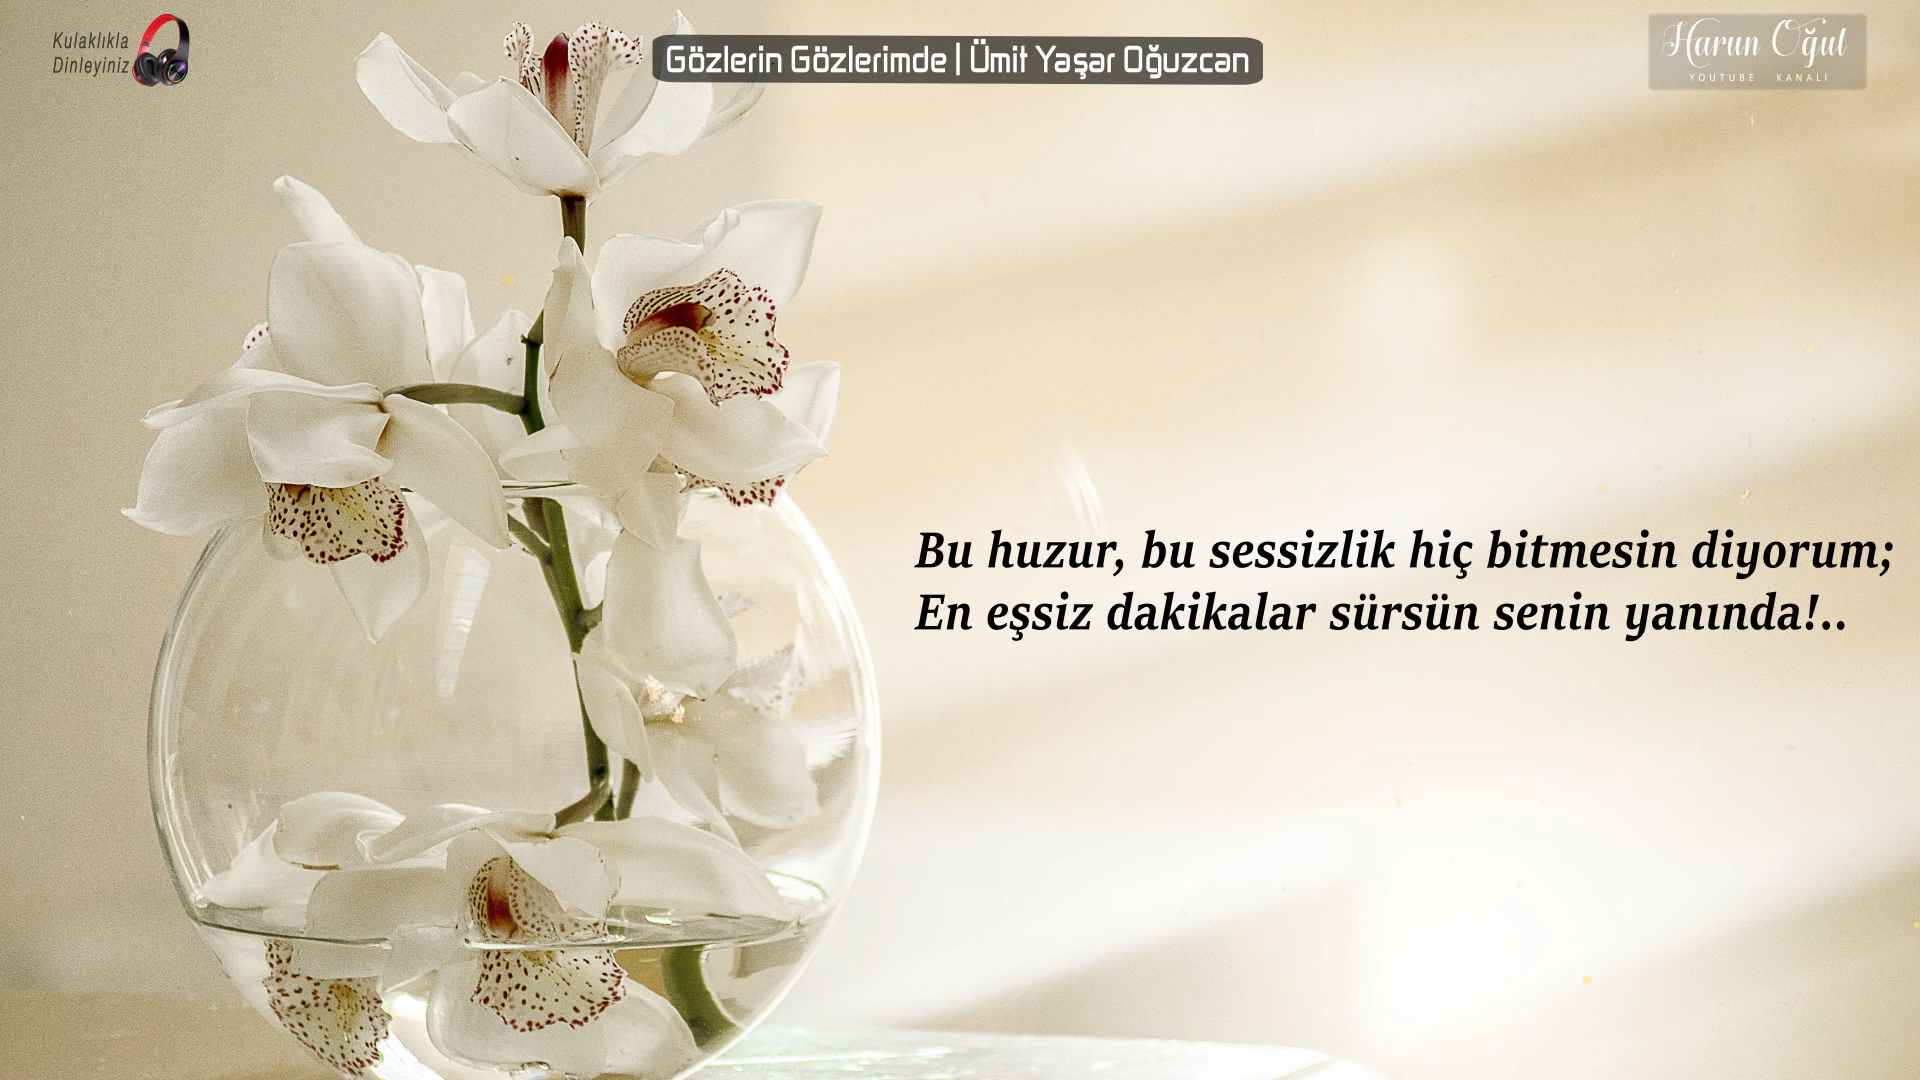 Kulaklıkla
Dinleyiniz
Gözlerin Gözlerimde | Ümit Yaşar Oğuzcan
Harun Oğul
YOUTUBE KANALI
Bu huzur, bu sessizlik hiç bitmesin diyorum;
En eşsiz dakikalar sürsün senin yanında!..